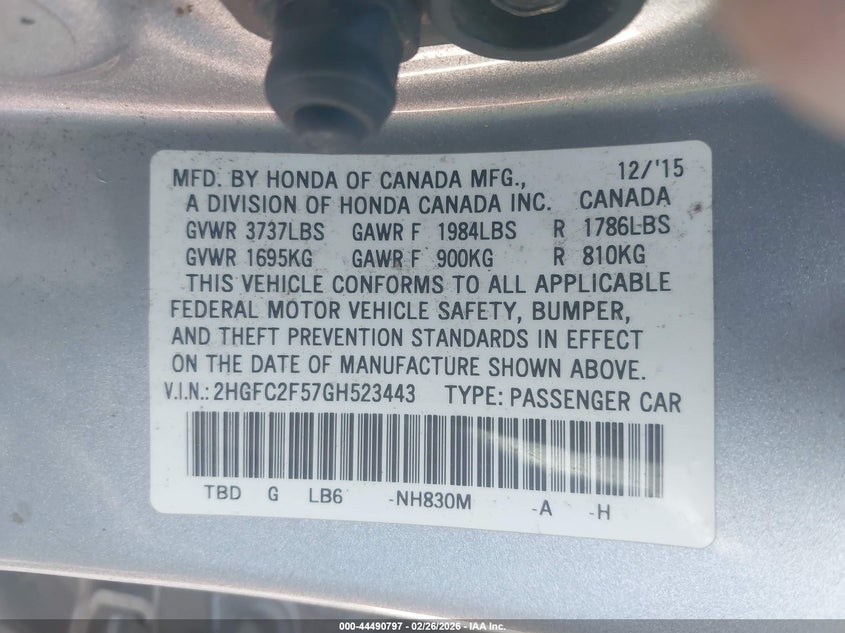 MFD. BY HONDA OF CANADA MFG., 12/'15
A DIVISION OF HONDA CANADA INC. CANADA
GVWR 3737LBS GAWR F 1984LBS R 1786LBS
GVWR 1695KG GAWR F 900KG R 810KG
THIS VEHICLE CONFORMS TO ALL APPLICABLE
FEDERAL MOTOR VEHICLE SAFETY, BUMPER,
AND THEFT PREVENTION STANDARDS IN EFFECT
ON THE DATE OF MANUFACTURE SHOWN ABOVE.
V.I.N.: 2HGFC2F57GH523443 TYPE: PASSENGER CAR
TBD G LB6 -NH830M -A -H
000-44490797 - 02/26/2026 - IAA Inc.